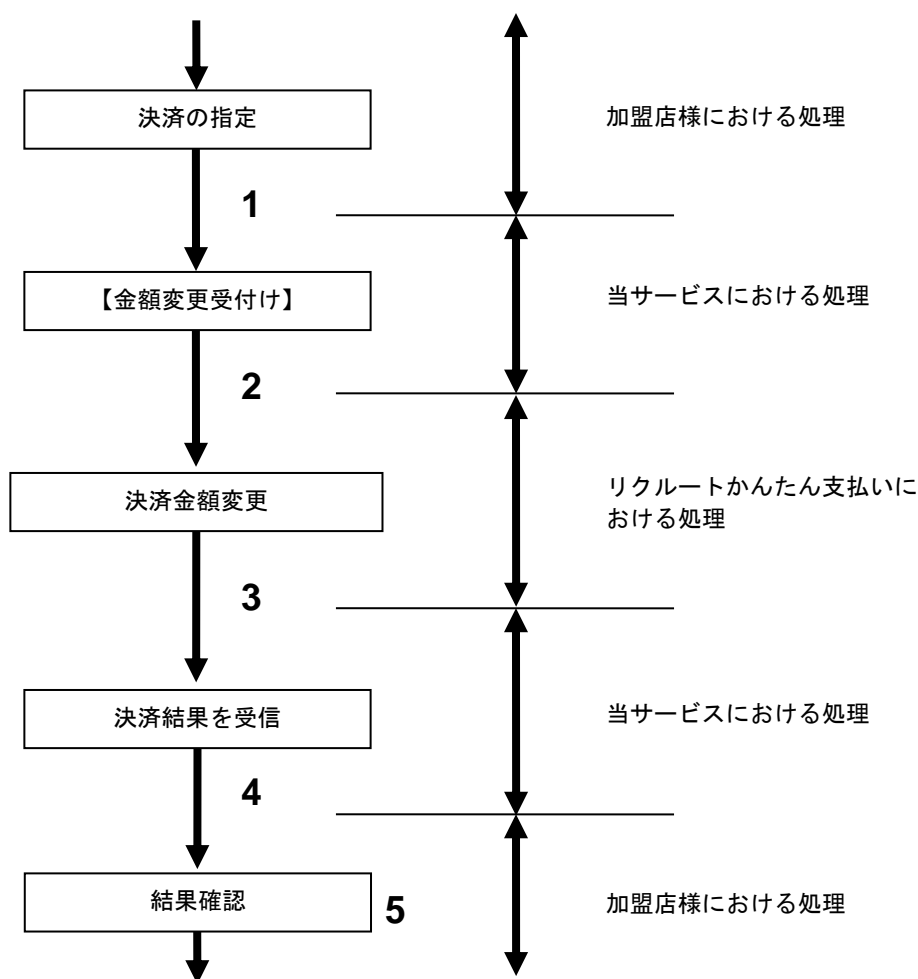 決済の指定
加盟店様における処理
1
【金額変更受付け】
当サービスにおける処理
2
決済金額変更
リクルートかんたん支払いに
おける処理
3
決済結果を受信
当サービスにおける処理
4
結果確認
5
加盟店様における処理